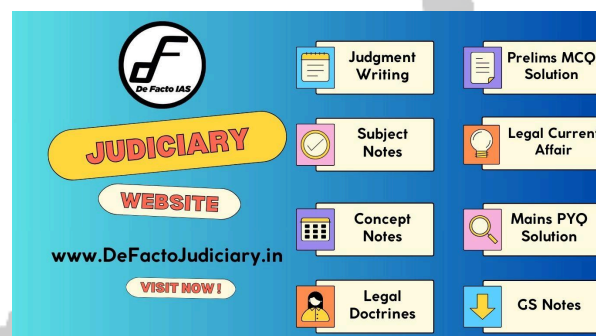 De Facto IAS
JUDICIARY
WEBSITE
www.DeFactoJudiciary.in
VISIT NOW !
Judgment
Writing
Subject
Notes
Concept
Notes
Legal
Doctrines
Prelims MCQ
Solution
Legal Current
Affair
Mains PYQ
Solution
GS Notes